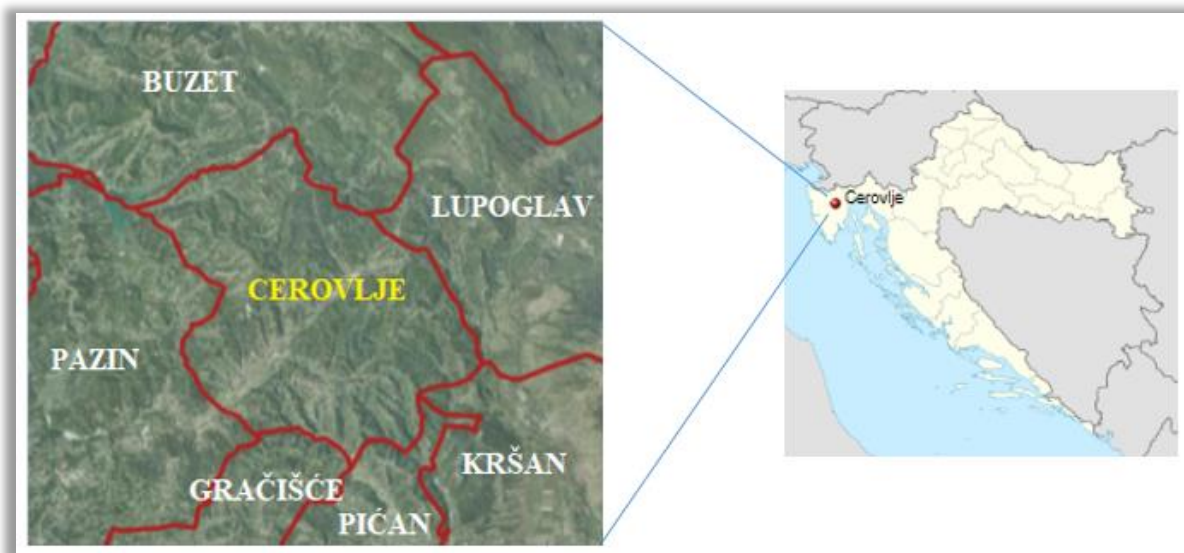 BUZET
LUPOGLAV
CEROVLJE
PAZIN
KRŠAN
GRAČIŠĆE
PIĆAN
Cerovlje